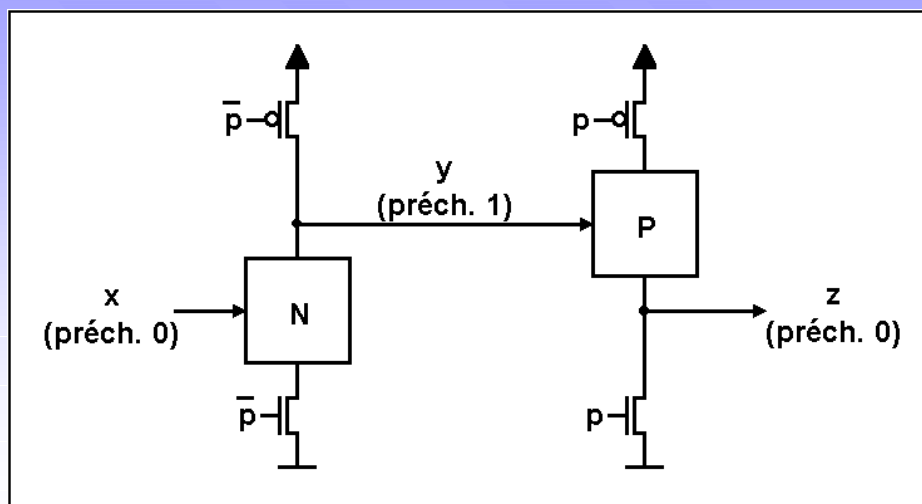 p̅
p
y
(préch. 1)
P
x
(préch. 0)
N
z
(préch. 0)
p̅
p